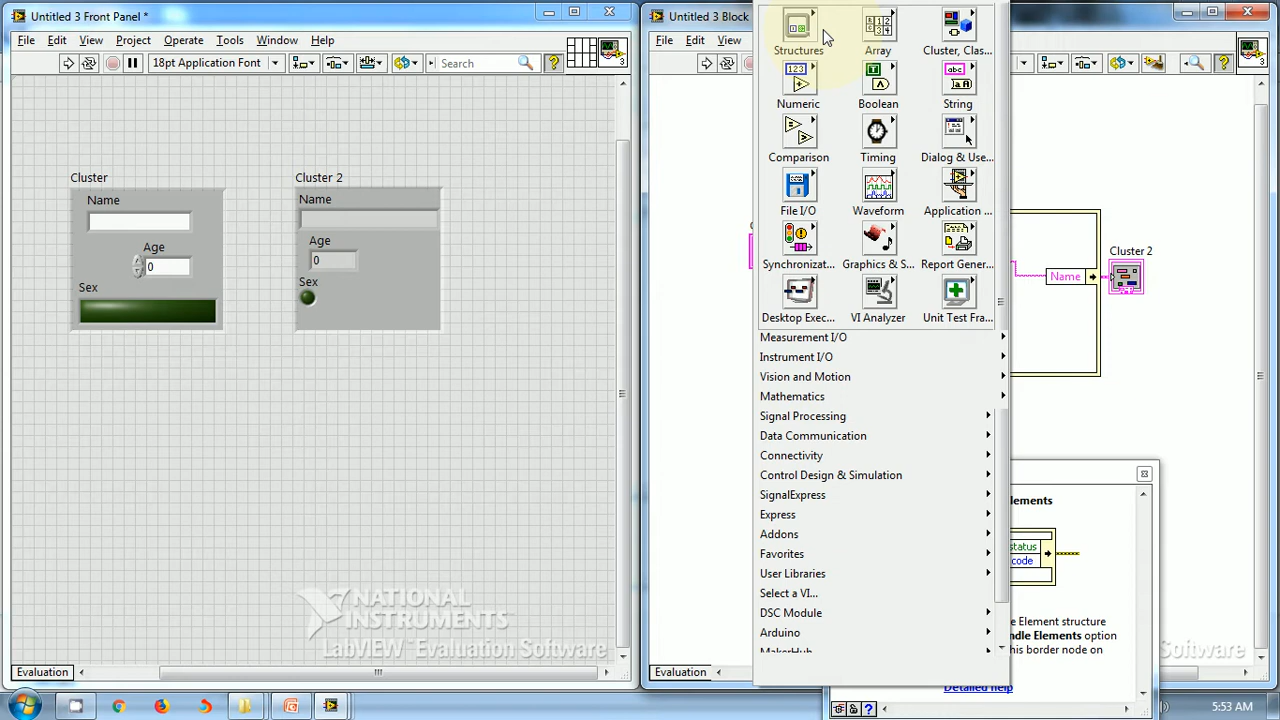 Untitled 3 Front Panel *
File Edit View Project Operate Tools Window Help
18pt Application Font
Search
Cluster
Name
Age
0
Sex
Cluster 2
Name
Age
0
Sex
NATIONAL
INSTRUMENTS
LabVIEW Evaluation Software
Evaluation
Untitled 3 Block
File Edit View
Structures
Array
Cluster, Clas...
Numeric
Boolean
String
Comparison
Timing
Dialog & Use...
File I/O
Waveform
Application ...
Synchronizat...
Graphics & S...
Report Gener...
Desktop Exec...
VI Analyzer
Unit Test Fra...
Measurement I/O
Instrument I/O
Vision and Motion
Mathematics
Signal Processing
Data Communication
Connectivity
Control Design & Simulation
SignalExpress
Express
Addons
Favorites
User Libraries
Select a VI...
DSC Module
Arduino
MakerHub
Cluster 2
Name
Elements
status
code
Element structure
Handle Elements option
this border node on
Detailed help
Software
Evaluation
5:53 AM